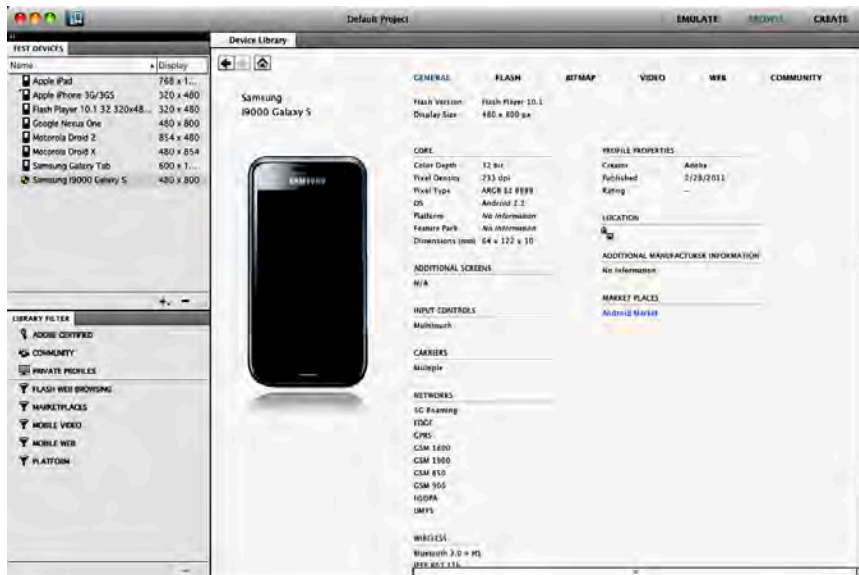 Default Project
EMULATE BROWSE CREATE
TEST DEVICES
Device Library
Name Display
Apple iPad 768 x 1...
Apple iPhone 3G/3GS 320 x 480
Flash Player 10.1 32 320x48... 320 x 480
Google Nexus One 480 x 800
Motorola Droid 2 854 x 480
Motorola Droid X 480 x 854
Samsung Galaxy Tab 600 x 1...
Samsung I9000 Galaxy S 480 x 800
LIBRARY FILTER
ADOBE CERTIFIED
COMMUNITY
PRIVATE PROFILES
FLASH WEB BROWSING
MARKETPLACES
MOBILE VIDEO
MOBILE WEB
PLATFORM
Samsung
I9000 Galaxy S
SAMSUNG
GENERAL FLASH BITMAP VIDEO WEB COMMUNITY
Flash Version Flash Player 10.1
Display Size 480 x 800 px
CORE
Color Depth 32 bit
Pixel Density 233 dpi
Pixel Type ARGB 32 8888
OS Android 2.2
Platform No Information
Feature Pack No Information
Dimensions (mm) 64 x 122 x 10
ADDITIONAL SCREENS
N/A
INPUT CONTROLS
Multitouch
CARRIERS
Multiple
NETWORKS
3G Roaming
EDGE
GPRS
GSM 1800
GSM 1900
GSM 850
GSM 900
HSDPA
UMTS
WIRELESS
Bluetooth 3.0 + HS
PROFILE PROPERTIES
Creator Adobe
Published 2/28/2011
Rating --
LOCATION
ADDITIONAL MANUFACTURER INFORMATION
No Information
MARKET PLACES
Android Market